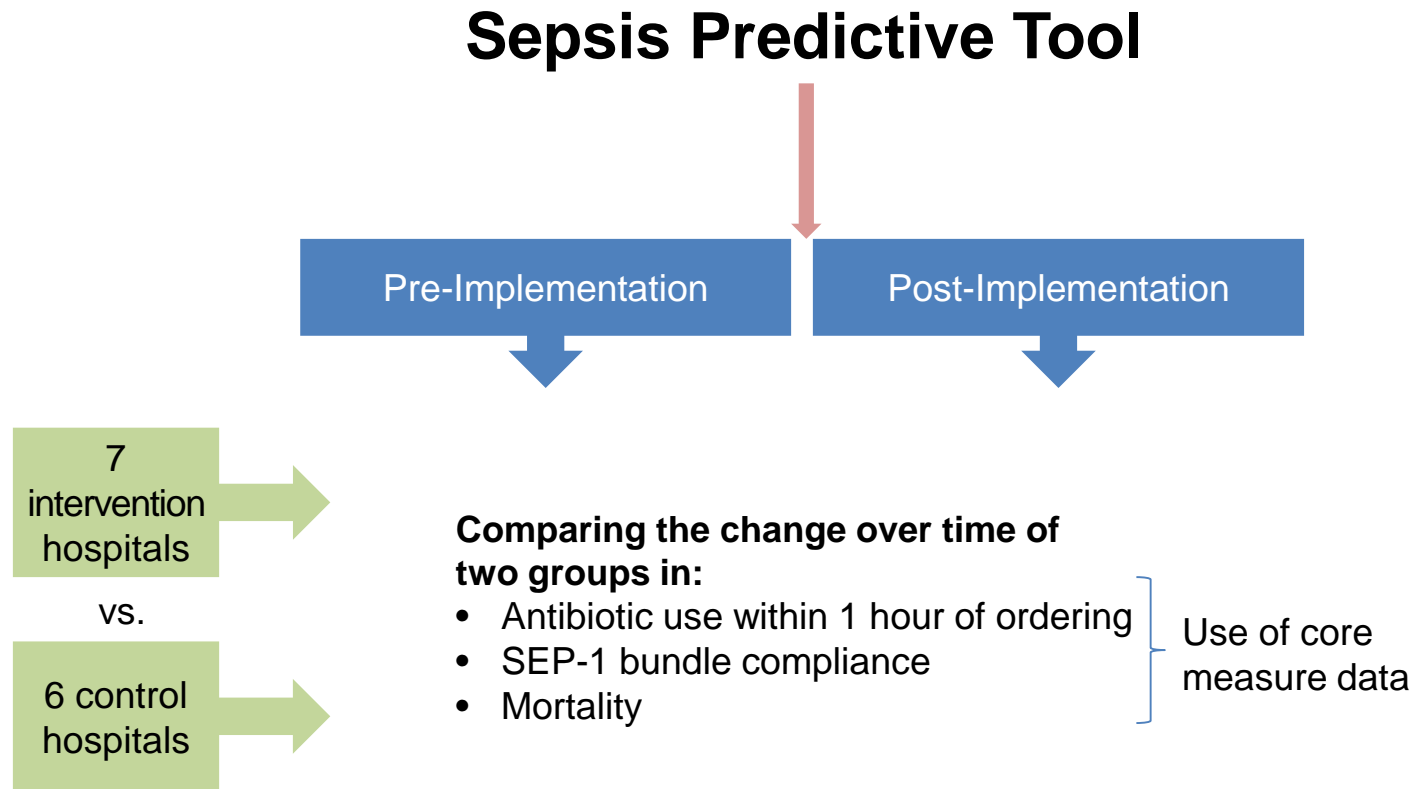 Sepsis Predictive Tool
Pre-Implementation
Post-Implementation
7
intervention
hospitals
vs.
6 control
hospitals
Comparing the change over time of
two groups in:
• Antibiotic use within 1 hour of ordering
• SEP-1 bundle compliance
• Mortality
Use of core
measure data